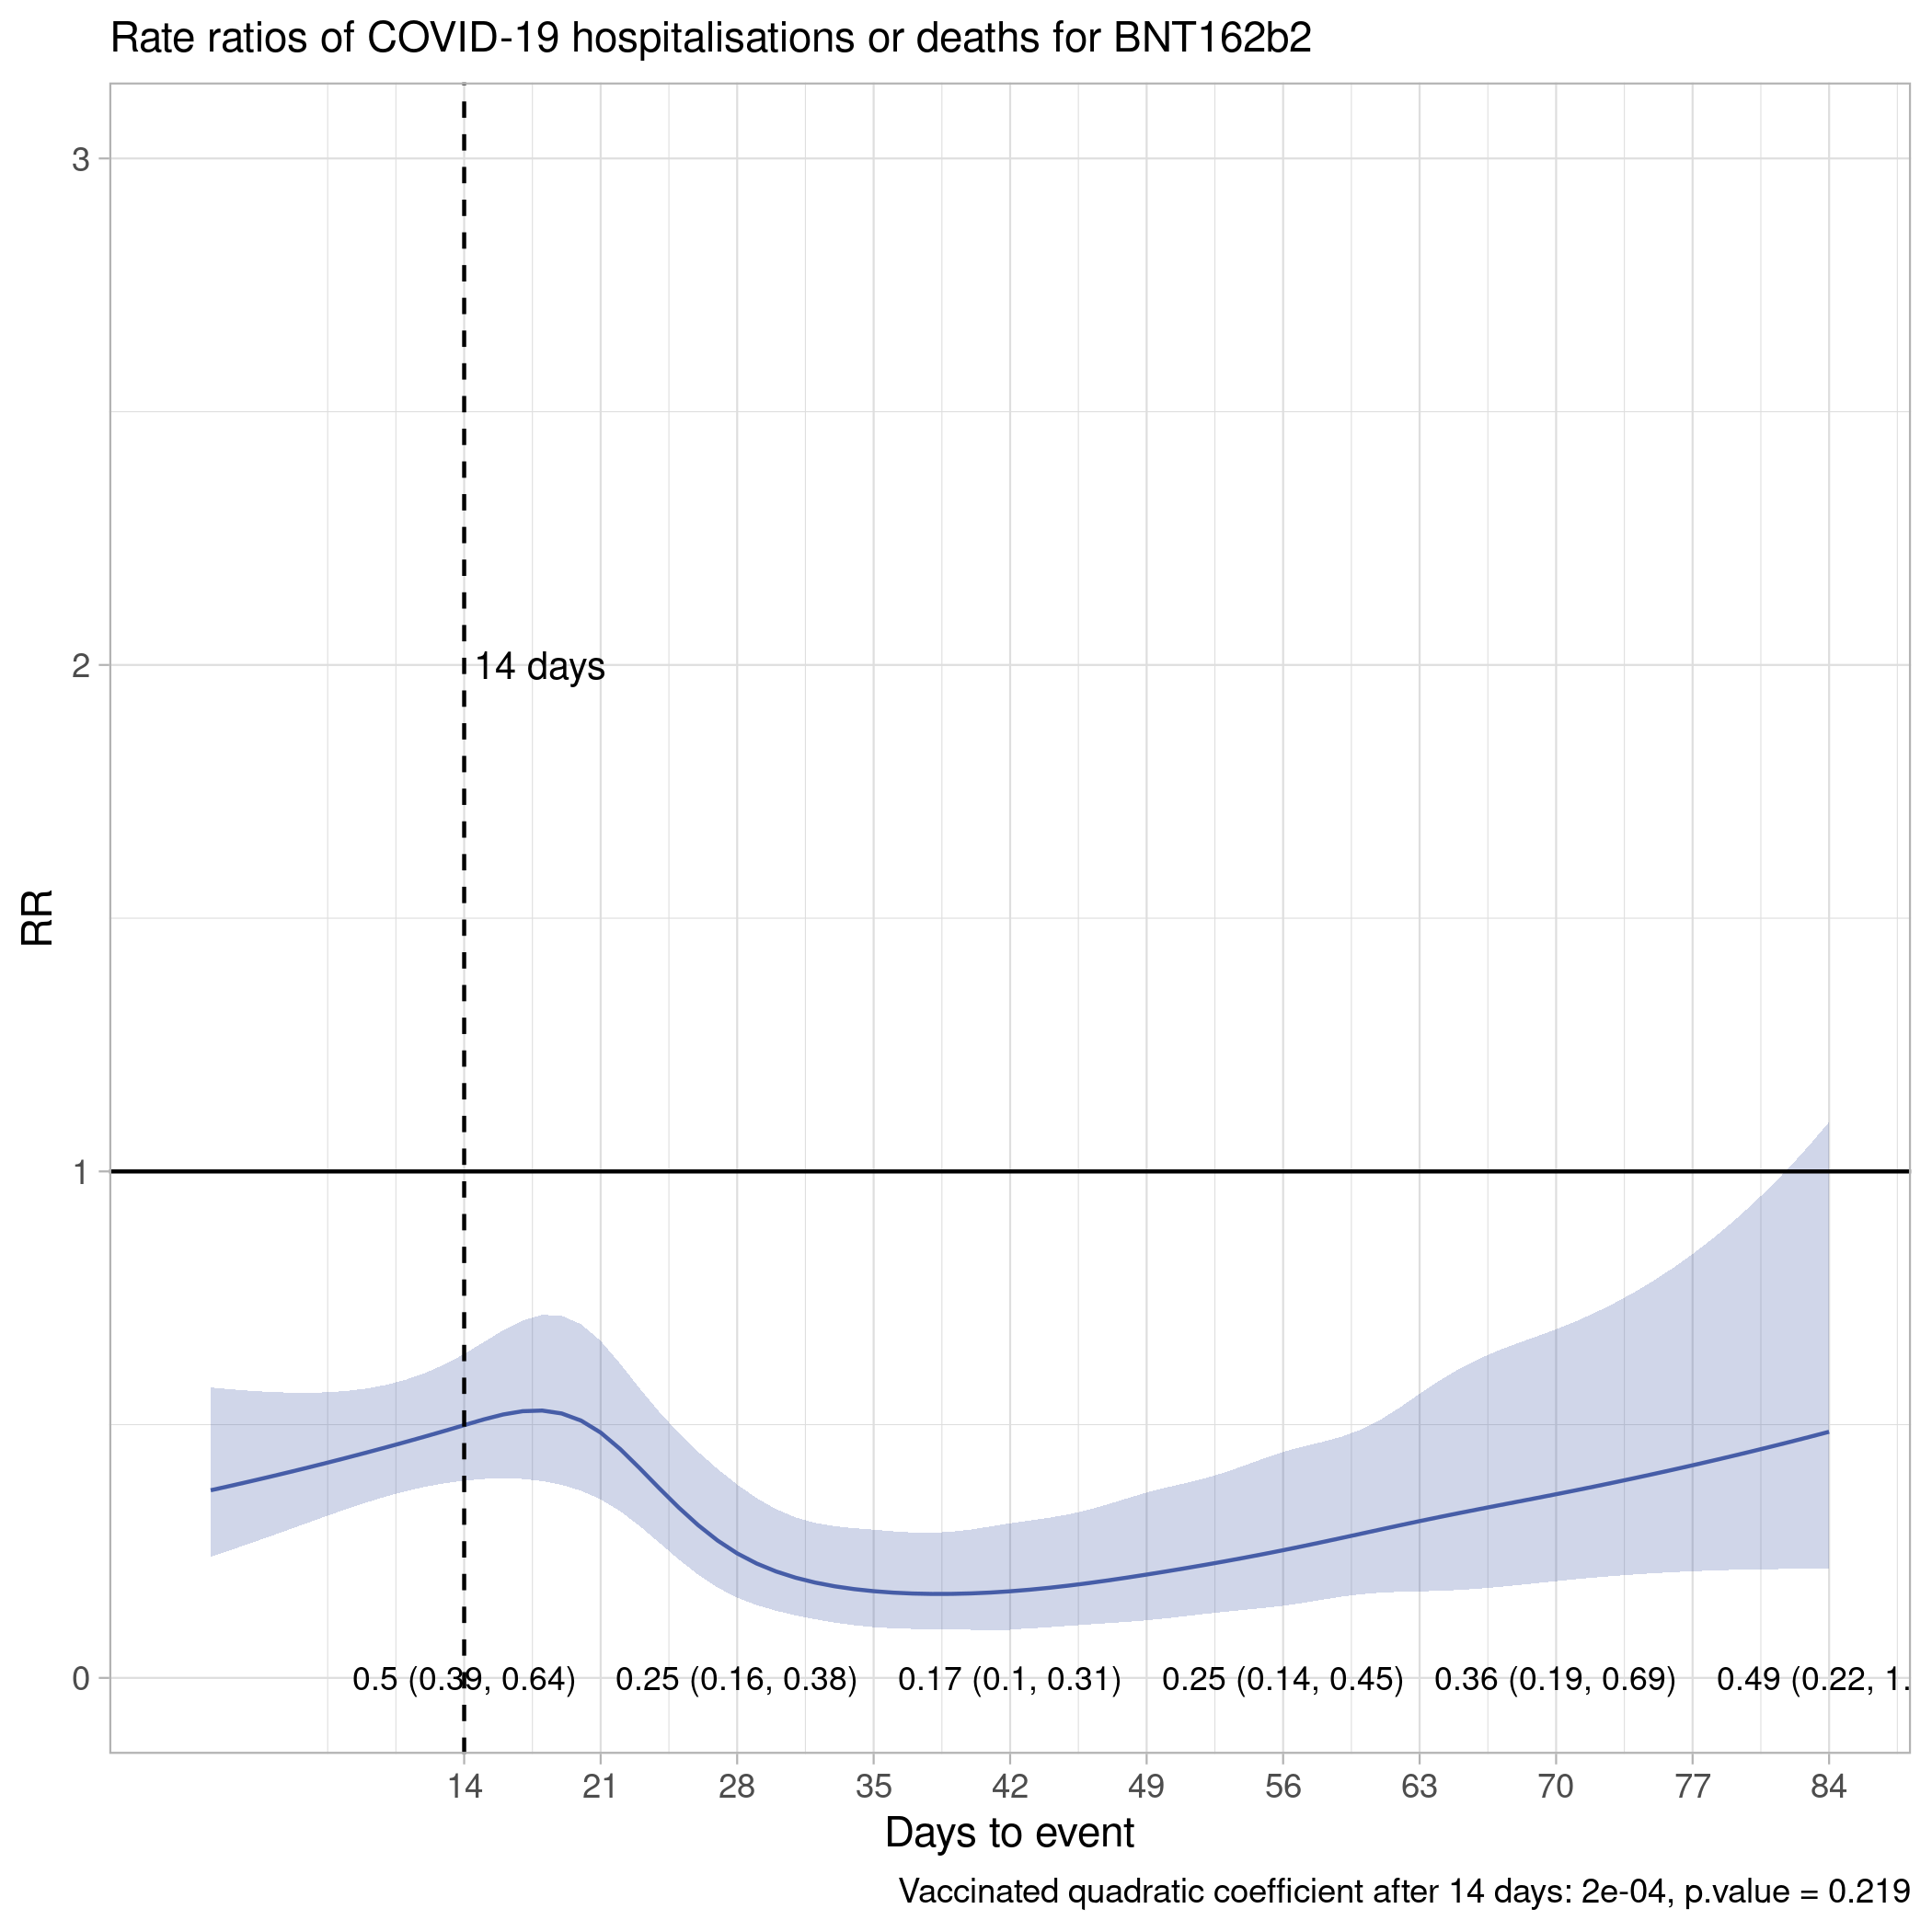 Rate ratios of COVID-19 hospitalisations or deaths for BNT162b2
3
2
14 days
RR
1
0
0.5 (0.39, 0.64) 0.25 (0.16, 0.38) 0.17 (0.1, 0.31) 0.25 (0.14, 0.45) 0.36 (0.19, 0.69) 0.49 (0.22, 1.
14 21 28 35 42 49 56 63 70 77 84
Days to event
Vaccinated quadratic coefficient after 14 days: 2e-04, p.value = 0.219